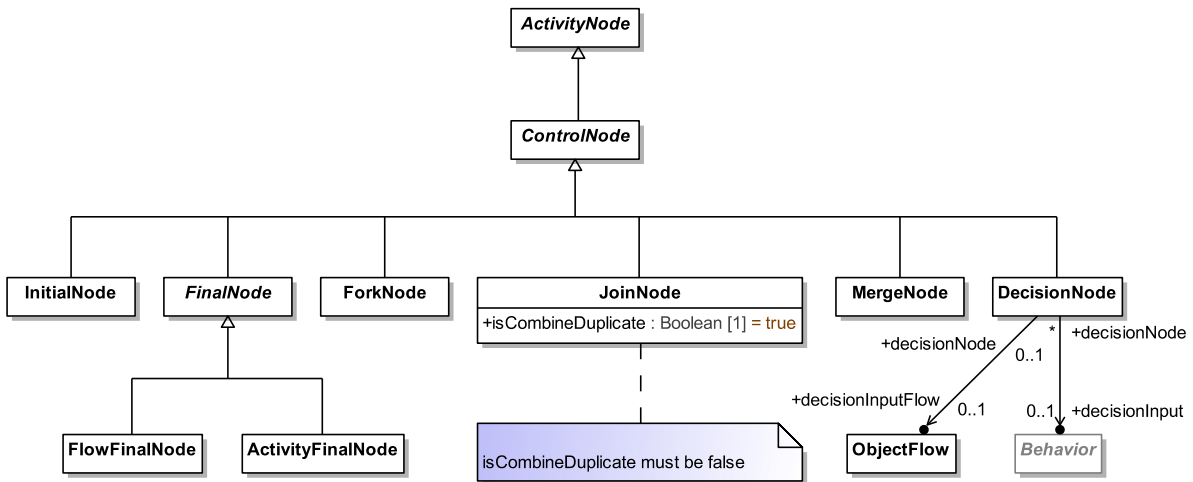 ActivityNode
ControlNode
InitialNode
FinalNode
ForkNode
JoinNode
+isCombineDuplicate : Boolean [1] = true
MergeNode
DecisionNode
+decisionNode
0..1
*
+decisionNode
+decisionInputFlow
0..1
0..1
+decisionInput
FlowFinalNode
ActivityFinalNode
isCombineDuplicate must be false
ObjectFlow
Behavior